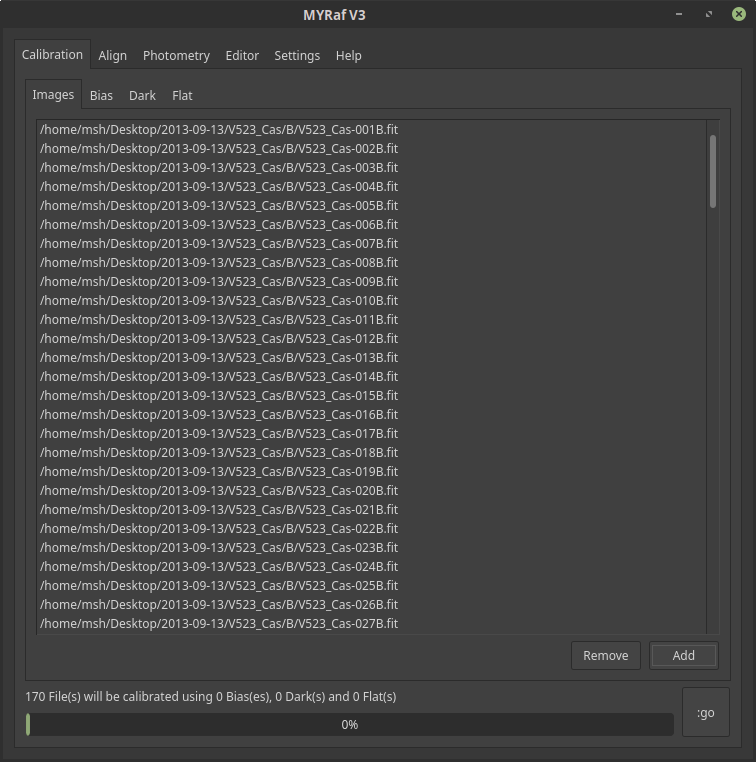 MYRaf V3
Calibration Align Photometry Editor Settings Help
Images Bias Dark Flat
/home/msh/Desktop/2013-09-13/V523_Cas/B/V523_Cas-001B.fit
/home/msh/Desktop/2013-09-13/V523_Cas/B/V523_Cas-002B.fit
/home/msh/Desktop/2013-09-13/V523_Cas/B/V523_Cas-003B.fit
/home/msh/Desktop/2013-09-13/V523_Cas/B/V523_Cas-004B.fit
/home/msh/Desktop/2013-09-13/V523_Cas/B/V523_Cas-005B.fit
/home/msh/Desktop/2013-09-13/V523_Cas/B/V523_Cas-006B.fit
/home/msh/Desktop/2013-09-13/V523_Cas/B/V523_Cas-007B.fit
/home/msh/Desktop/2013-09-13/V523_Cas/B/V523_Cas-008B.fit
/home/msh/Desktop/2013-09-13/V523_Cas/B/V523_Cas-009B.fit
/home/msh/Desktop/2013-09-13/V523_Cas/B/V523_Cas-010B.fit
/home/msh/Desktop/2013-09-13/V523_Cas/B/V523_Cas-011B.fit
/home/msh/Desktop/2013-09-13/V523_Cas/B/V523_Cas-012B.fit
/home/msh/Desktop/2013-09-13/V523_Cas/B/V523_Cas-013B.fit
/home/msh/Desktop/2013-09-13/V523_Cas/B/V523_Cas-014B.fit
/home/msh/Desktop/2013-09-13/V523_Cas/B/V523_Cas-015B.fit
/home/msh/Desktop/2013-09-13/V523_Cas/B/V523_Cas-016B.fit
/home/msh/Desktop/2013-09-13/V523_Cas/B/V523_Cas-017B.fit
/home/msh/Desktop/2013-09-13/V523_Cas/B/V523_Cas-018B.fit
/home/msh/Desktop/2013-09-13/V523_Cas/B/V523_Cas-019B.fit
/home/msh/Desktop/2013-09-13/V523_Cas/B/V523_Cas-020B.fit
/home/msh/Desktop/2013-09-13/V523_Cas/B/V523_Cas-021B.fit
/home/msh/Desktop/2013-09-13/V523_Cas/B/V523_Cas-022B.fit
/home/msh/Desktop/2013-09-13/V523_Cas/B/V523_Cas-023B.fit
/home/msh/Desktop/2013-09-13/V523_Cas/B/V523_Cas-024B.fit
/home/msh/Desktop/2013-09-13/V523_Cas/B/V523_Cas-025B.fit
/home/msh/Desktop/2013-09-13/V523_Cas/B/V523_Cas-026B.fit
/home/msh/Desktop/2013-09-13/V523_Cas/B/V523_Cas-027B.fit
Remove Add
170 File(s) will be calibrated using 0 Bias(es), 0 Dark(s) and 0 Flat(s)
:go
0%